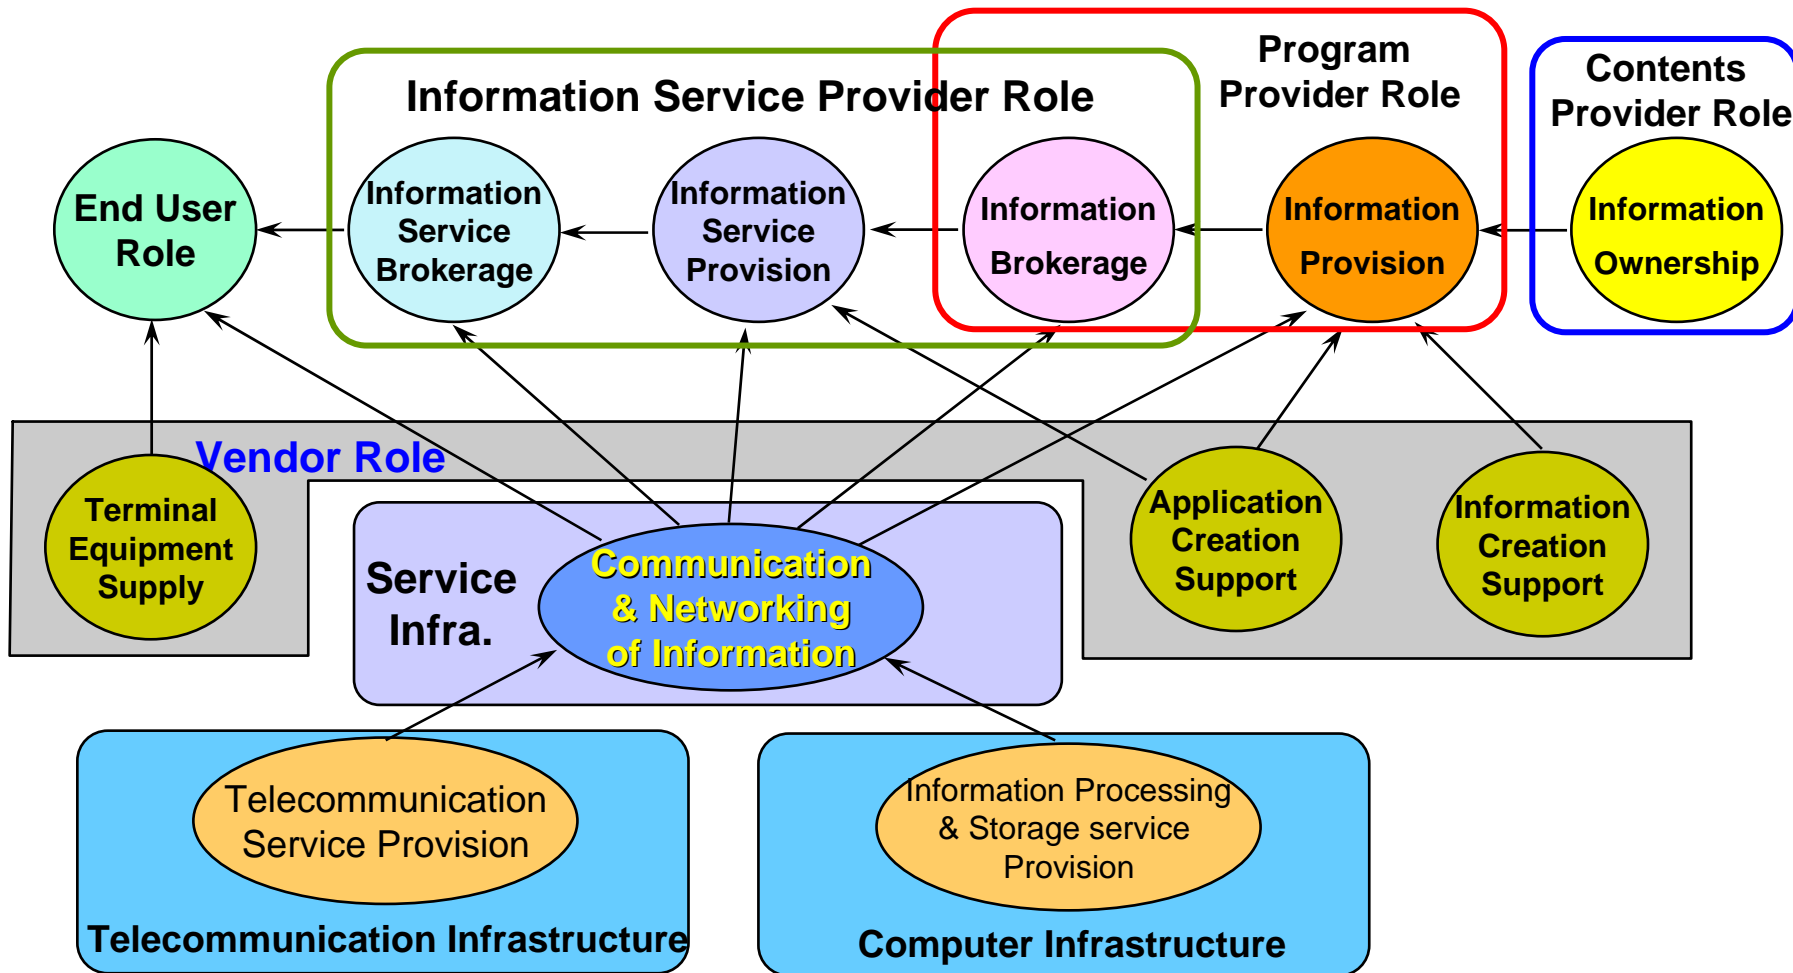 Program
Provider Role
Contents
Provider Role
Information Service Provider Role
End User
Role
Information
Service
Brokerage
Information
Service
Provision
Information
Brokerage
Information
Provision
Information
Ownership
Vendor Role
Terminal
Equipment
Supply
Service
Infra.
Communication
& Networking
of Information
Application
Creation
Support
Information
Creation
Support
Telecommunication
Service Provision
Telecommunication Infrastructure
Information Processing
& Storage service
Provision
Computer Infrastructure